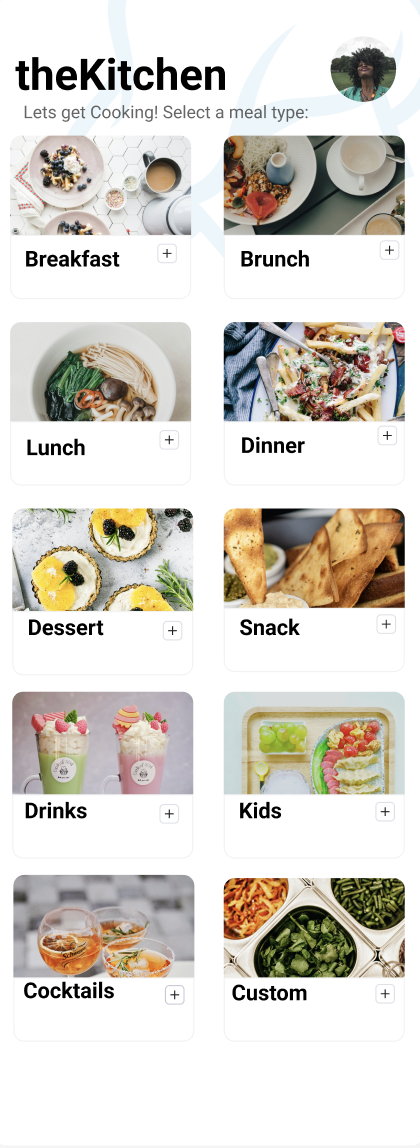 theKitchen
Lets get Cooking! Select a meal type:
Breakfast
Brunch
Lunch
Dinner
Dessert
Snack
Drinks
Kids
Cocktails
Custom